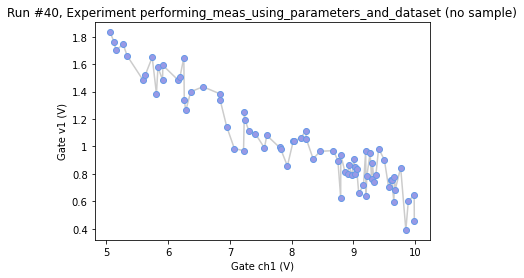 Run #40, Experiment performing_meas_using_parameters_and_dataset (no sample)
1.8
1.6
1.4
1.2
1.0
0.8
0.6
0.4
Gate v1 (V)
5 6 7 8 9 10
Gate ch1 (V)